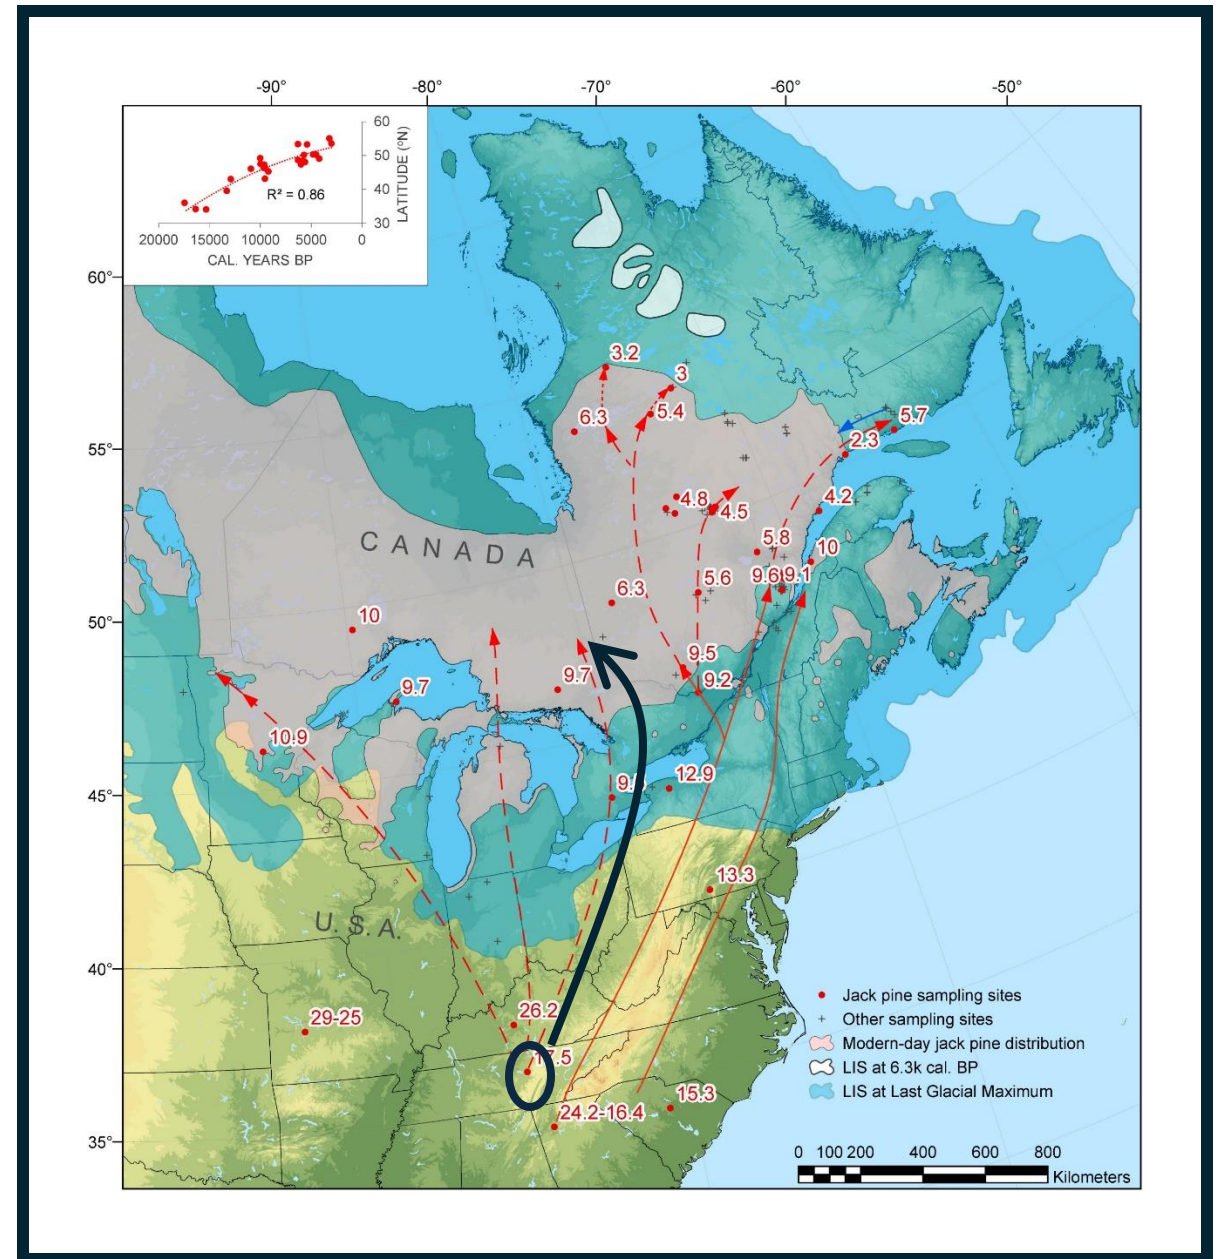 -90° -80° -70° -60° -50°
60
50
40
30
LATITUDE (°N)
R² = 0.86
20000 15000 10000 5000 0
CAL. YEARS BP
60°
55°
50°
45°
40°
35°
3.2
3
6.3
5.4
5.7
2.3
4.8
4.5
4.2
CANADA
5.8
10
6.3
5.6
9.6
9.1
10
9.5
9.7
9.7
9.2
10.9
12.9
13.3
U.S.A.
26.2
29-25
17.5
24.2-16.4
15.3
Jack pine sampling sites
Other sampling sites
Modern-day jack pine distribution
LIS at 6.3k cal. BP
LIS at Last Glacial Maximum
0 100 200 400 600 800
Kilometers